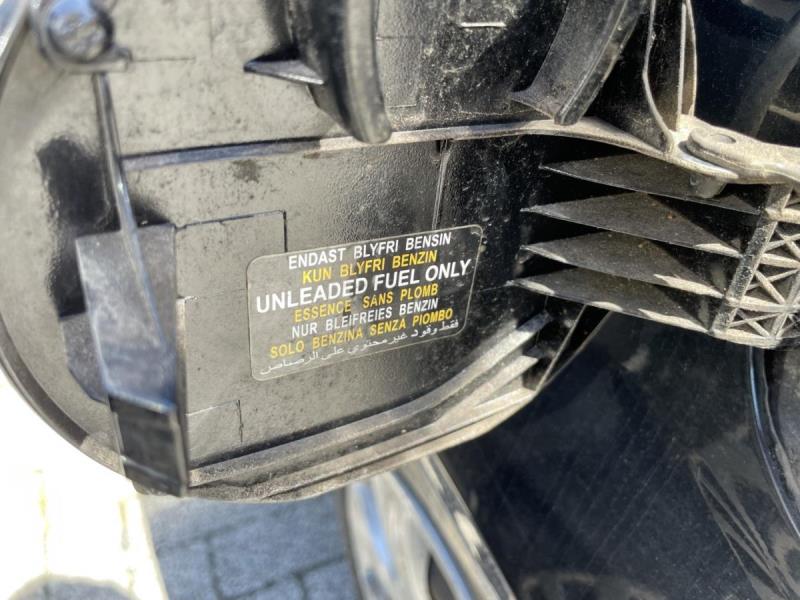 ENDAST BLYFRI BENSIN
KUN BLYFRI BENZIN
UNLEADED FUEL ONLY
ESSENCE SANS PLOMB
NUR BLEIFREIES BENZIN
SOLO BENZINA SENZA PIOMBO
فقط وقود غير محتوي على الرصاص